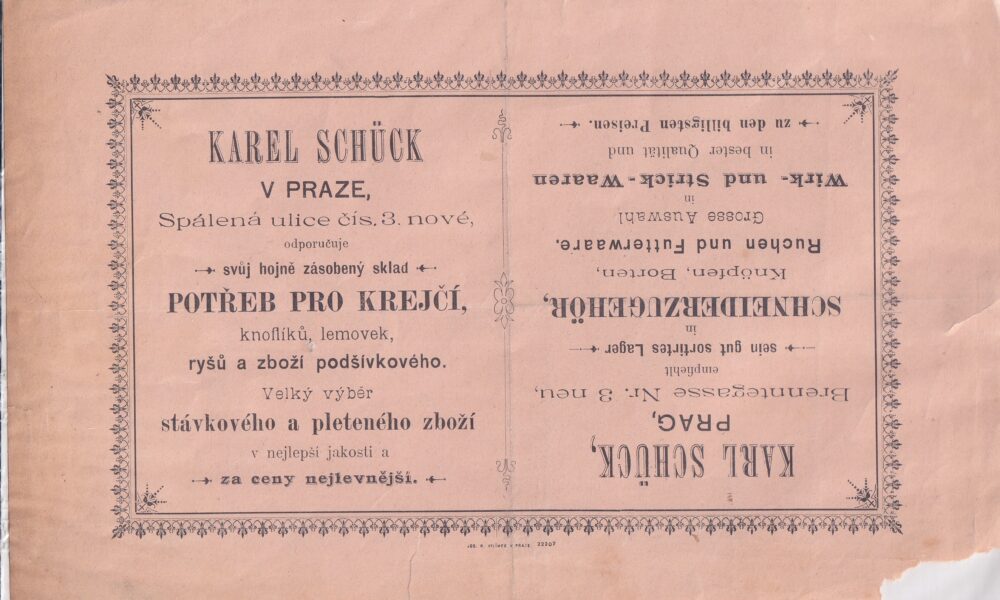 KAREL SCHÜCK
V PRAZE,
Spálená ulice čís. 3. nové,
odporučuje
svůj hojně zásobený sklad
POTŘEB PRO KREJČÍ,
knoflíků, lemovek,
ryšů a zboží podšívkového.
Velký výběr
stávkového a pleteného zboží
v nejlepší jakosti a
za ceny nejlevnější.
KARL SCHÜCK,
PRAG,
Brenntegasse Nr. 3 neu,
empfiehlt
sein gut sortirtes Lager
in
SCHNEIDERZUGEHÖR,
Knöpfen, Borten,
Ruchen und Futterwaare.
Grosse Auswahl
in
Wirk- und Strick-Waaren
in bester Qualität und
zu den billigsten Preisen.
V PRAZE. 22207